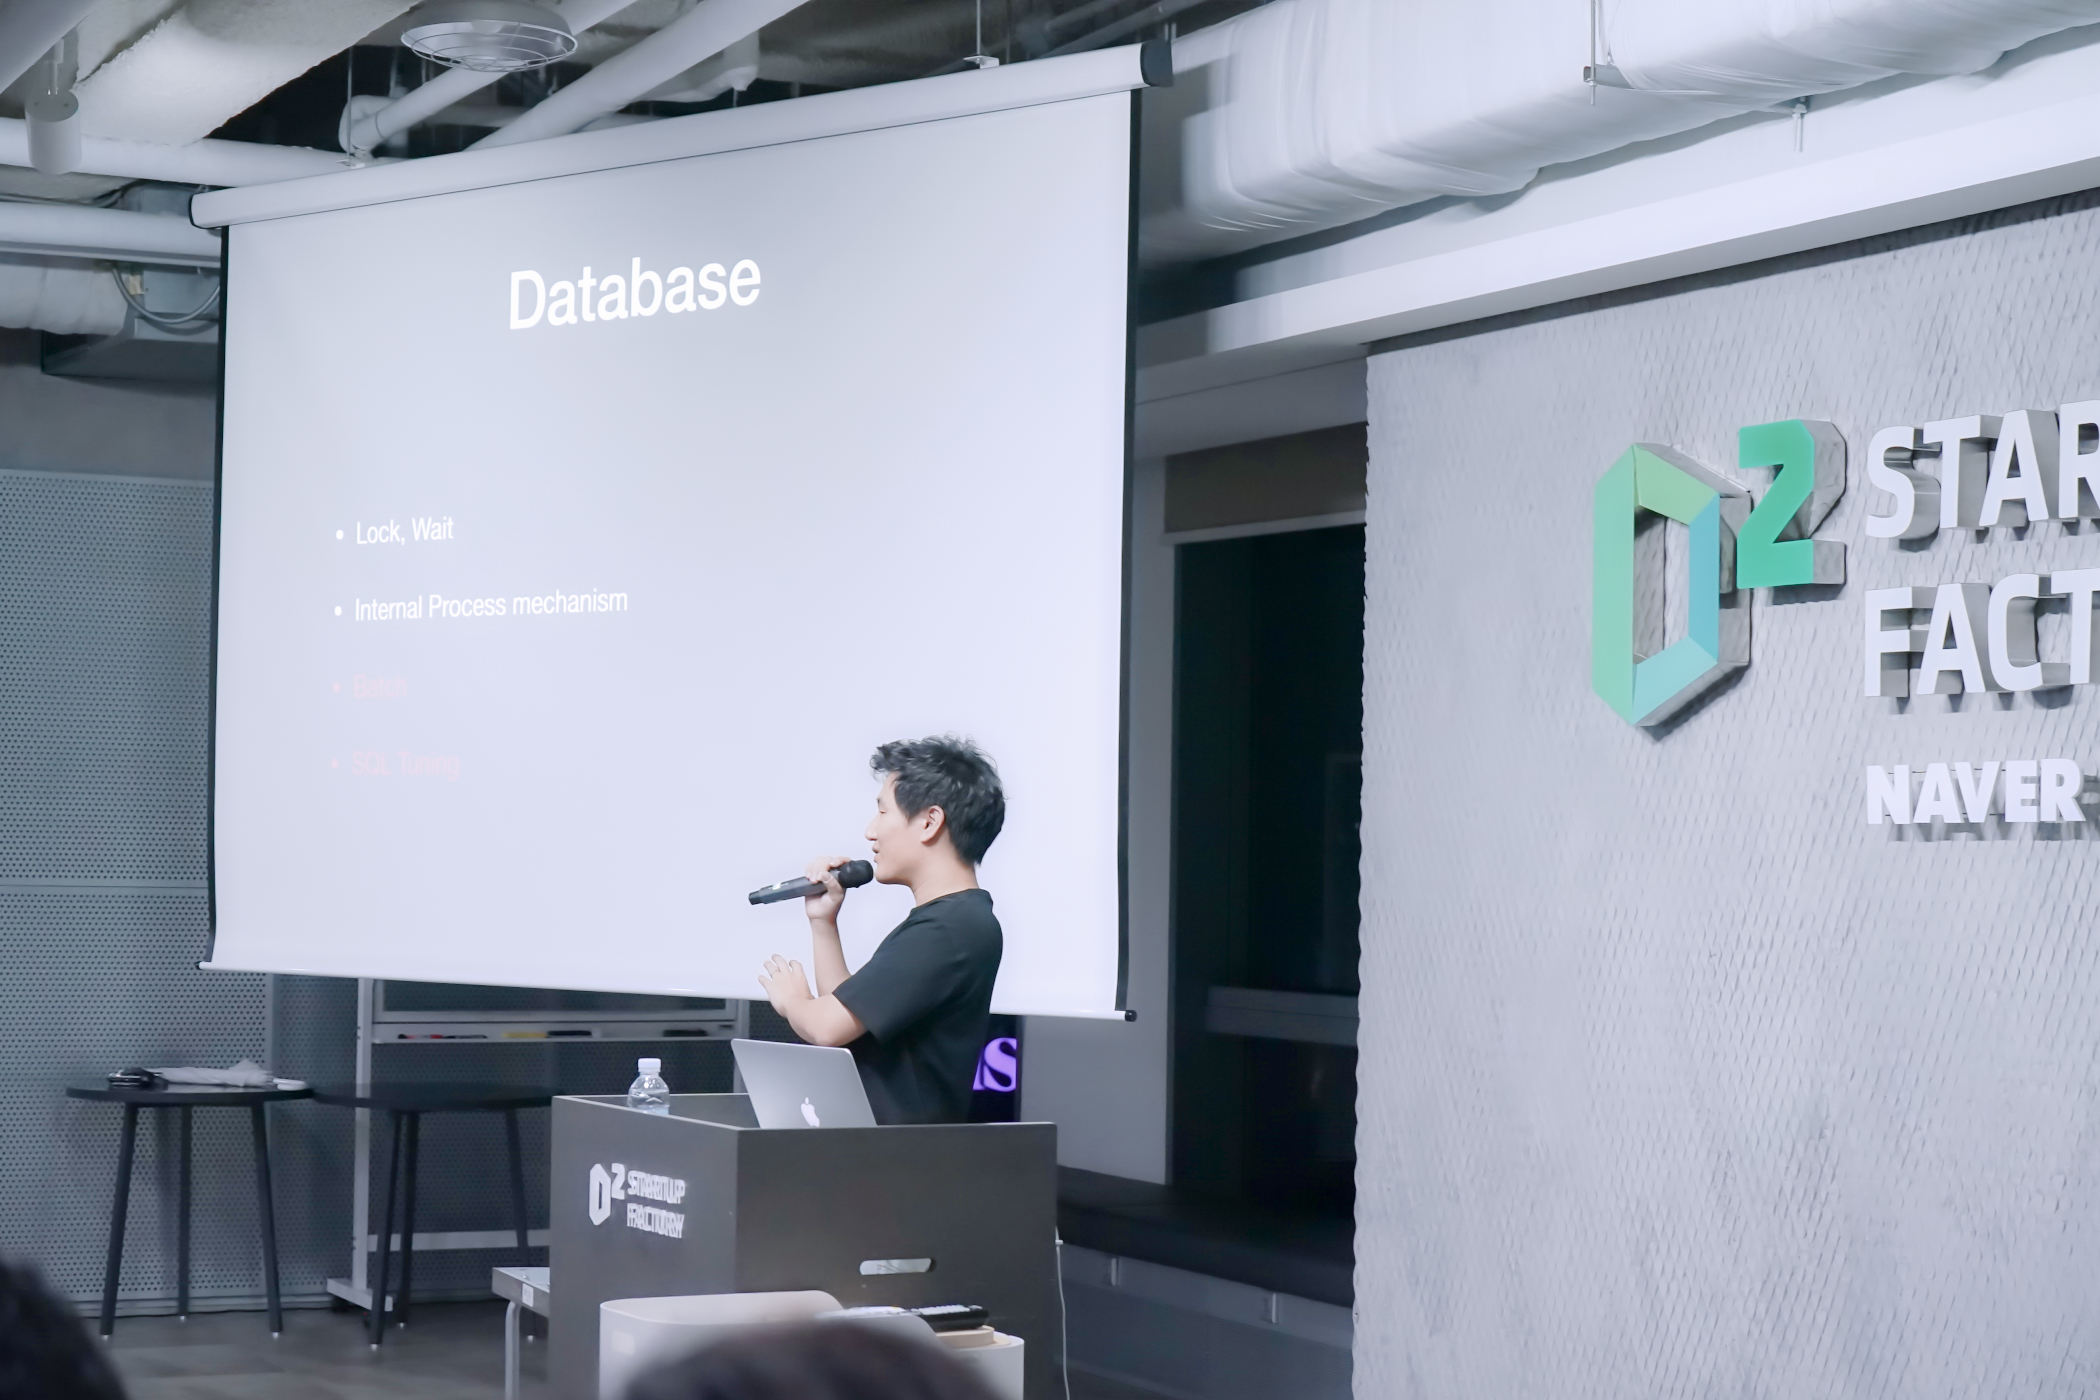 Database
• Lock, Wait
• Internal Process mechanism
• Batch
• SQL Tuning
D2 STAR
FACT
NAVER
D2 STARTUP
FACTORY